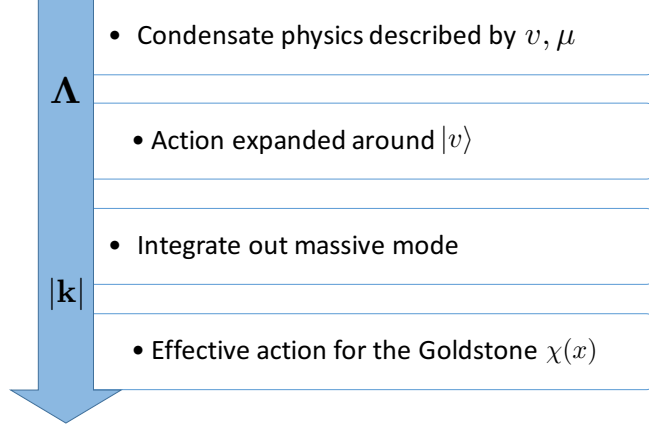 • Condensate physics described by v, μ
Λ
• Action expanded around |v⟩
• Integrate out massive mode
|k|
• Effective action for the Goldstone χ(x)